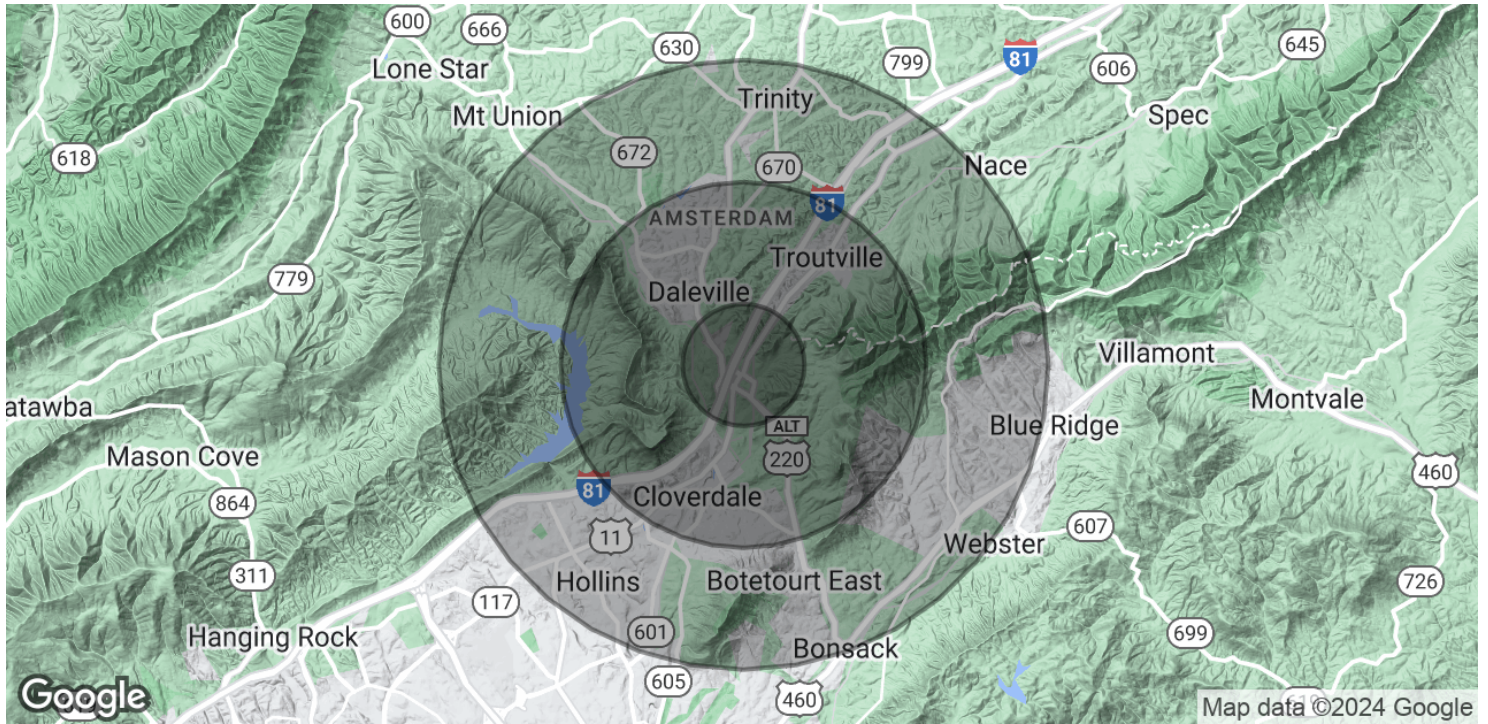 600
666
630
799
81
645
606
Lone Star
Mt Union
Trinity
Spec
618
672
670
Nace
81
AMSTERDAM
Troutville
779
Daleville
Villamont
Montvale
atawba
Blue Ridge
ALT
220
Mason Cove
460
864
81
Cloverdale
11
607
Webster
311
Hollins
Botetourt East
726
117
601
699
Hanging Rock
Bonsack
605
460
Google
Map data ©2024 Google